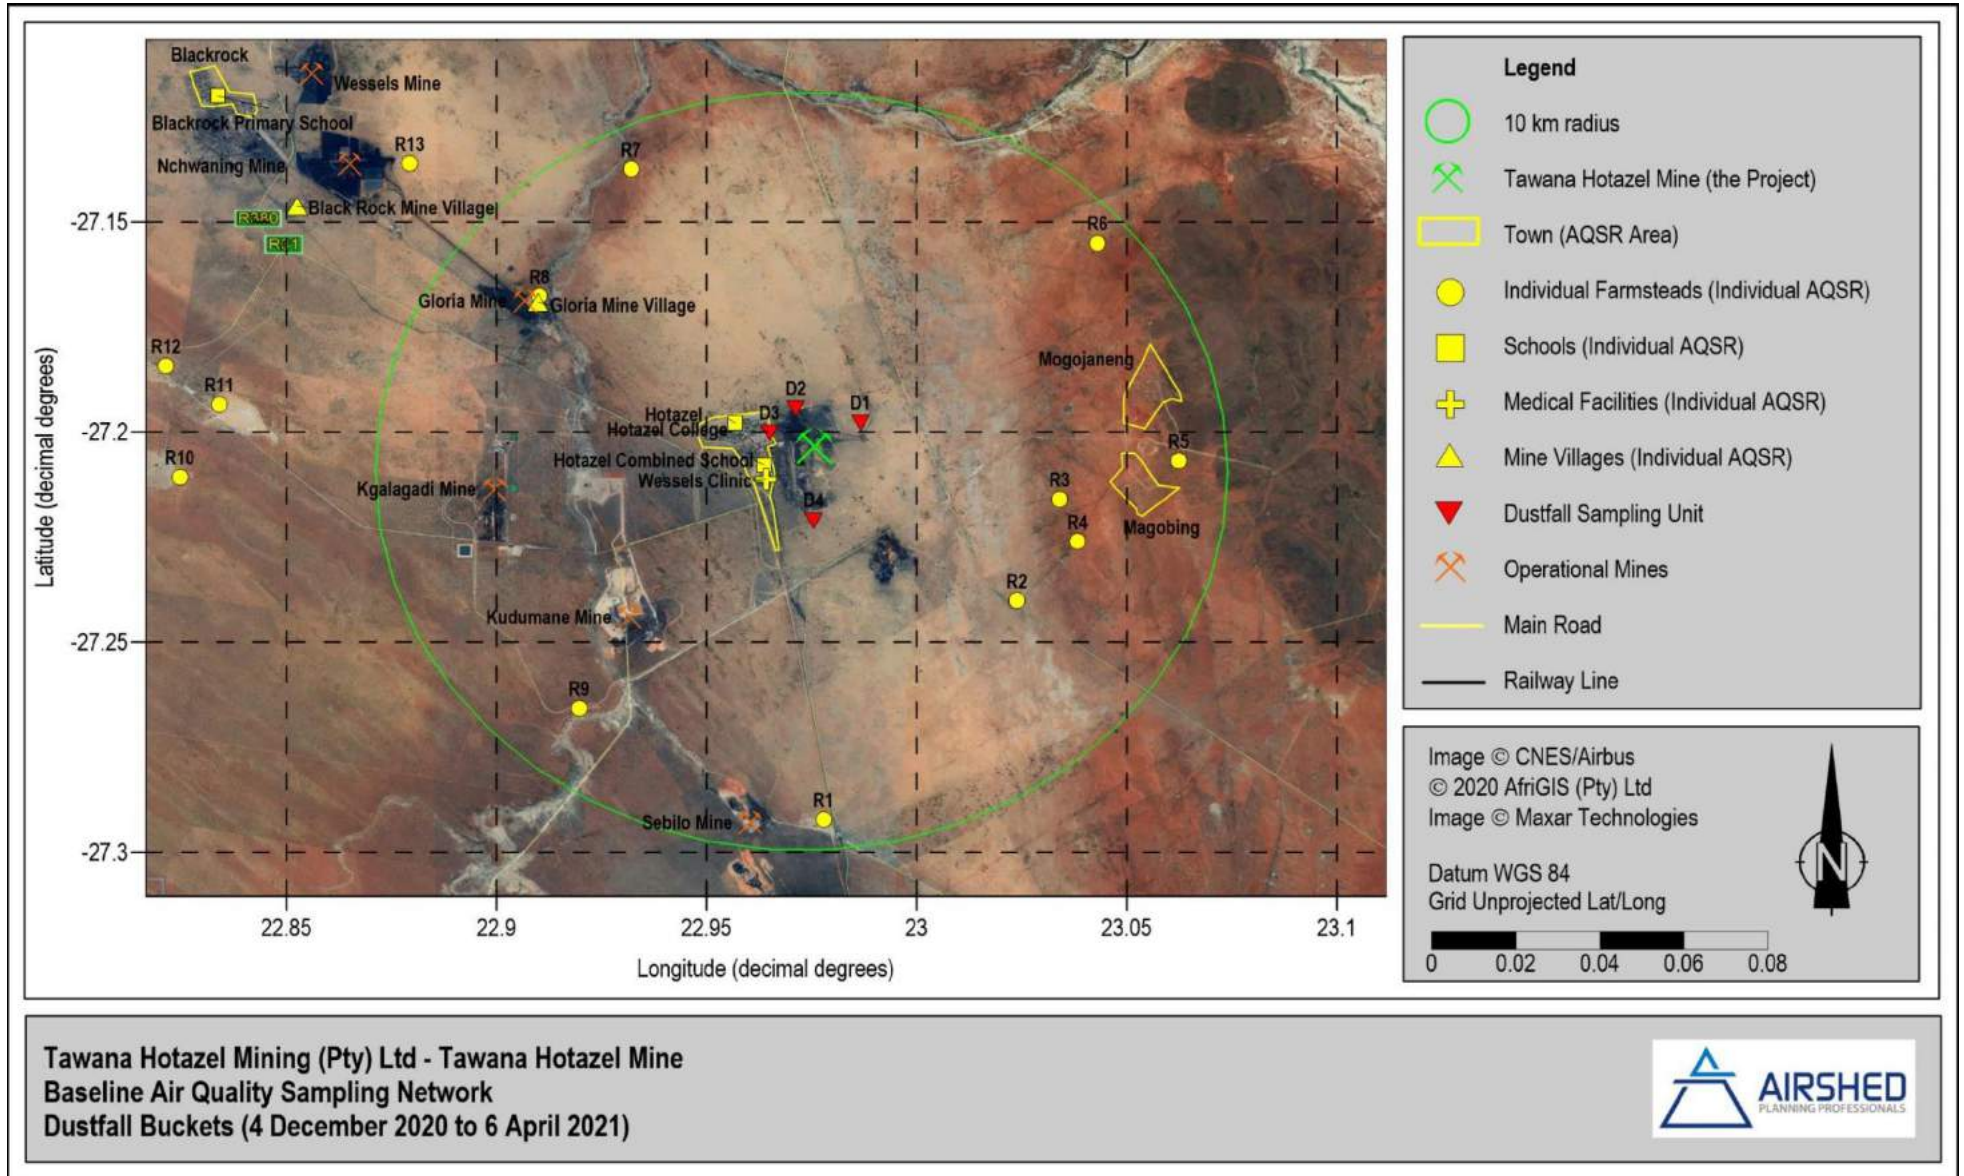 Blackrock
Wessels Mine
Blackrock Primary School
R13
R7
Nchwaning Mine
Black Rock Mine Village
R380
R31
R6
R8
Gloria Mine
Gloria Mine Village
R12
R11
R10
Mogojaneng
D2
D1
D3
Hotazel
Hotazel College
Hotazel Combined School
Wessels Clinic
R5
Kgalagadi Mine
D4
R3
R4
Magobing
R2
Kudumane Mine
R9
Sebilo Mine
R1
-27.15
-27.2
-27.25
-27.3
Latitude (decimal degrees)
22.85
22.9
22.95
23
23.05
23.1
Longitude (decimal degrees)
Legend
10 km radius
Tawana Hotazel Mine (the Project)
Town (AQSR Area)
Individual Farmsteads (Individual AQSR)
Schools (Individual AQSR)
Medical Facilities (Individual AQSR)
Mine Villages (Individual AQSR)
Dustfall Sampling Unit
Operational Mines
Main Road
Railway Line
Image © CNES/Airbus
© 2020 AfriGIS (Pty) Ltd
Image © Maxar Technologies
Datum WGS 84
Grid Unprojected Lat/Long
N
0 0.02 0.04 0.06 0.08
Tawana Hotazel Mining (Pty) Ltd - Tawana Hotazel Mine
Baseline Air Quality Sampling Network
Dustfall Buckets (4 December 2020 to 6 April 2021)
AIRSHED
PLANNING PROFESSIONALS